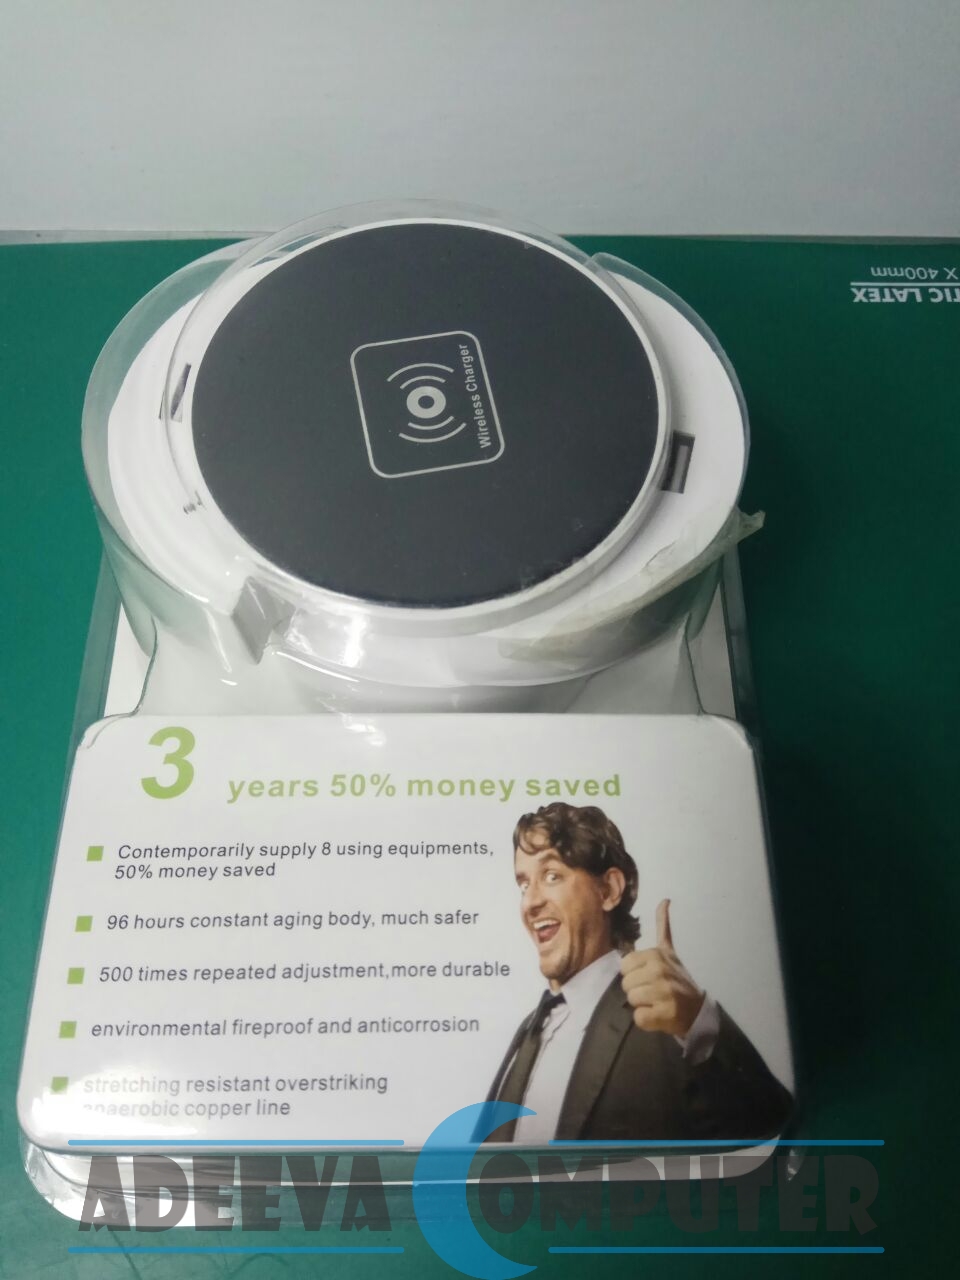 X 400mm
TIC LATEX
Wireless Charger
3 years 50% money saved
Contemporarily supply 8 using equipments,
50% money saved
96 hours constant aging body, much safer
500 times repeated adjustment,more durable
environmental fireproof and anticorrosion
stretching resistant overstriking
anaerobic copper line
ADEEVA COMPUTER